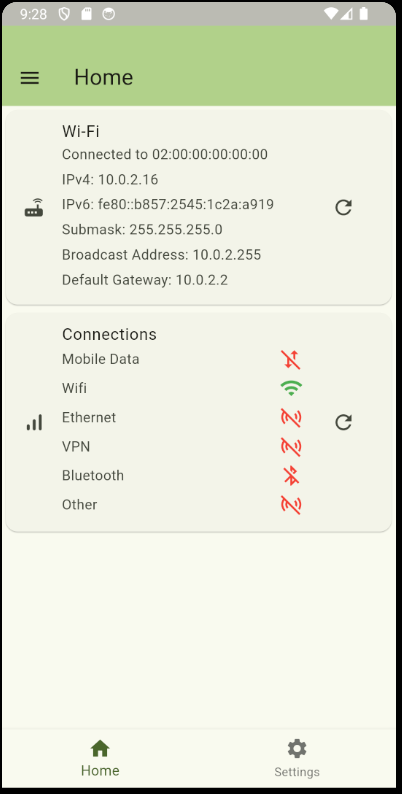 9:28
Home
Wi-Fi
Connected to 02:00:00:00:00:00
IPv4: 10.0.2.16
IPv6: fe80::b857:2545:1c2a:a919
Submask: 255.255.255.0
Broadcast Address: 10.0.2.255
Default Gateway: 10.0.2.2
Connections
Mobile Data
Wifi
Ethernet
VPN
Bluetooth
Other
Home
Settings